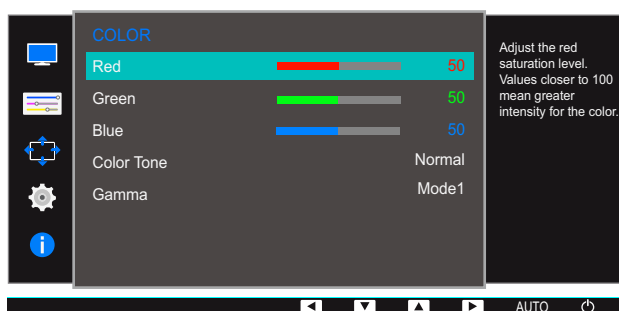 COLOR
Red 50
Green 50
Blue 50
Color Tone Normal
Gamma Mode1
Adjust the red
saturation level.
Values closer to 100
mean greater
intensity for the color.
AUTO